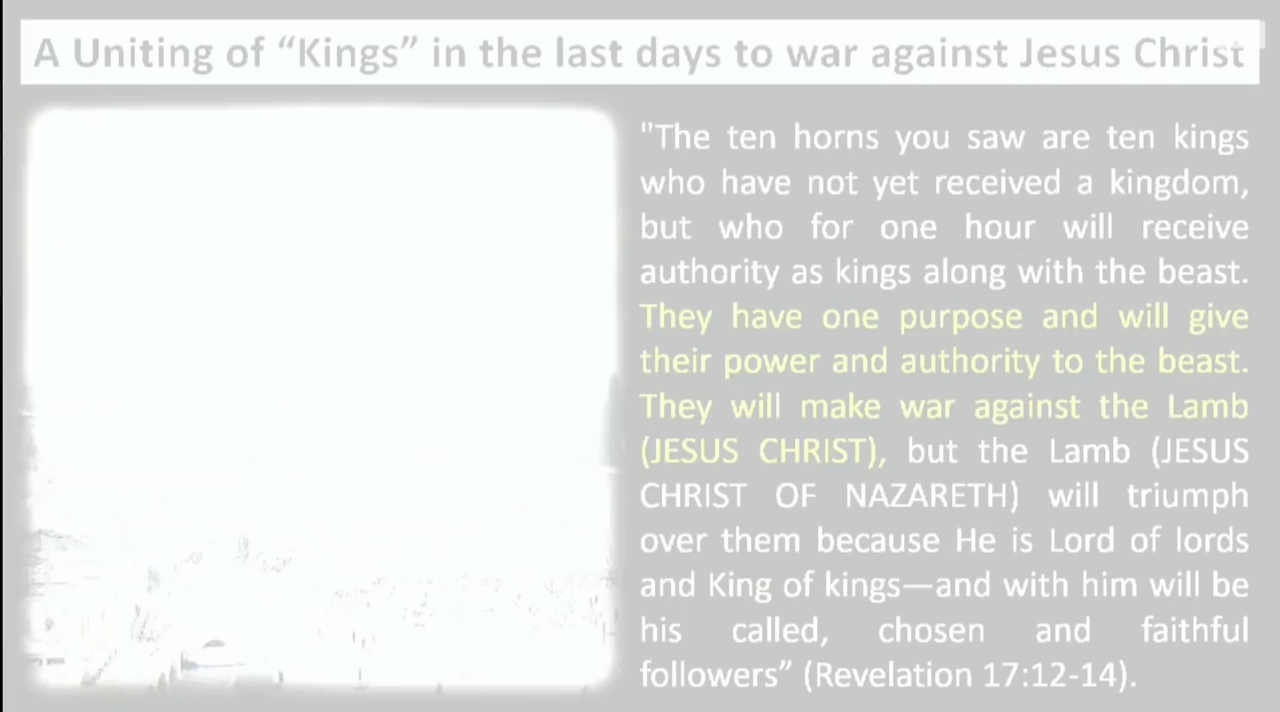 A Uniting of “Kings” in the last days to war against Jesus Christ
"The ten horns you saw are ten kings
who have not yet received a kingdom,
but who for one hour will receive
authority as kings along with the beast.
They have one purpose and will give
their power and authority to the beast.
They will make war against the Lamb
(JESUS CHRIST), but the Lamb (JESUS
CHRIST OF NAZARETH) will triumph
over them because He is Lord of lords
and King of kings—and with him will be
his called, chosen and faithful
followers” (Revelation 17:12-14).